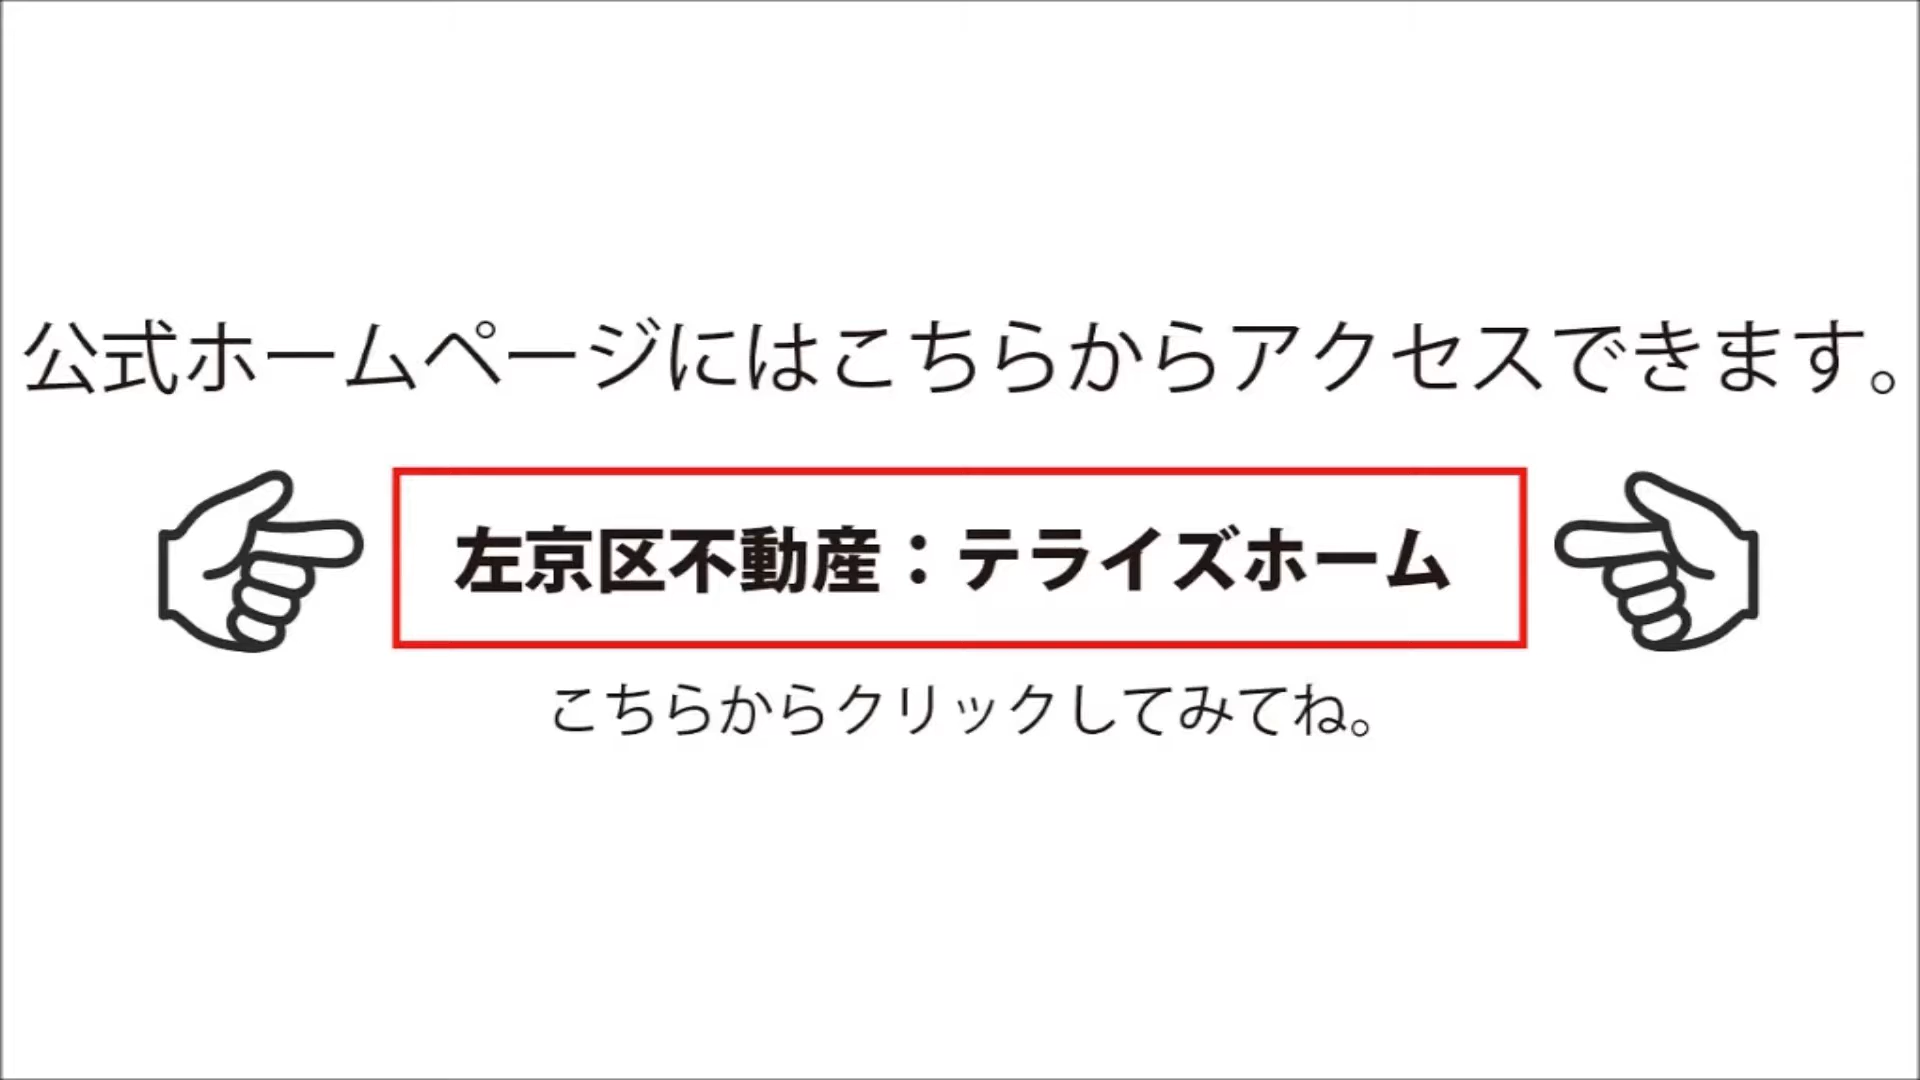 公式ホームページにはこちらからアクセスできます。
左京区不動産：テライズホーム
こちらからクリックしてみてね。